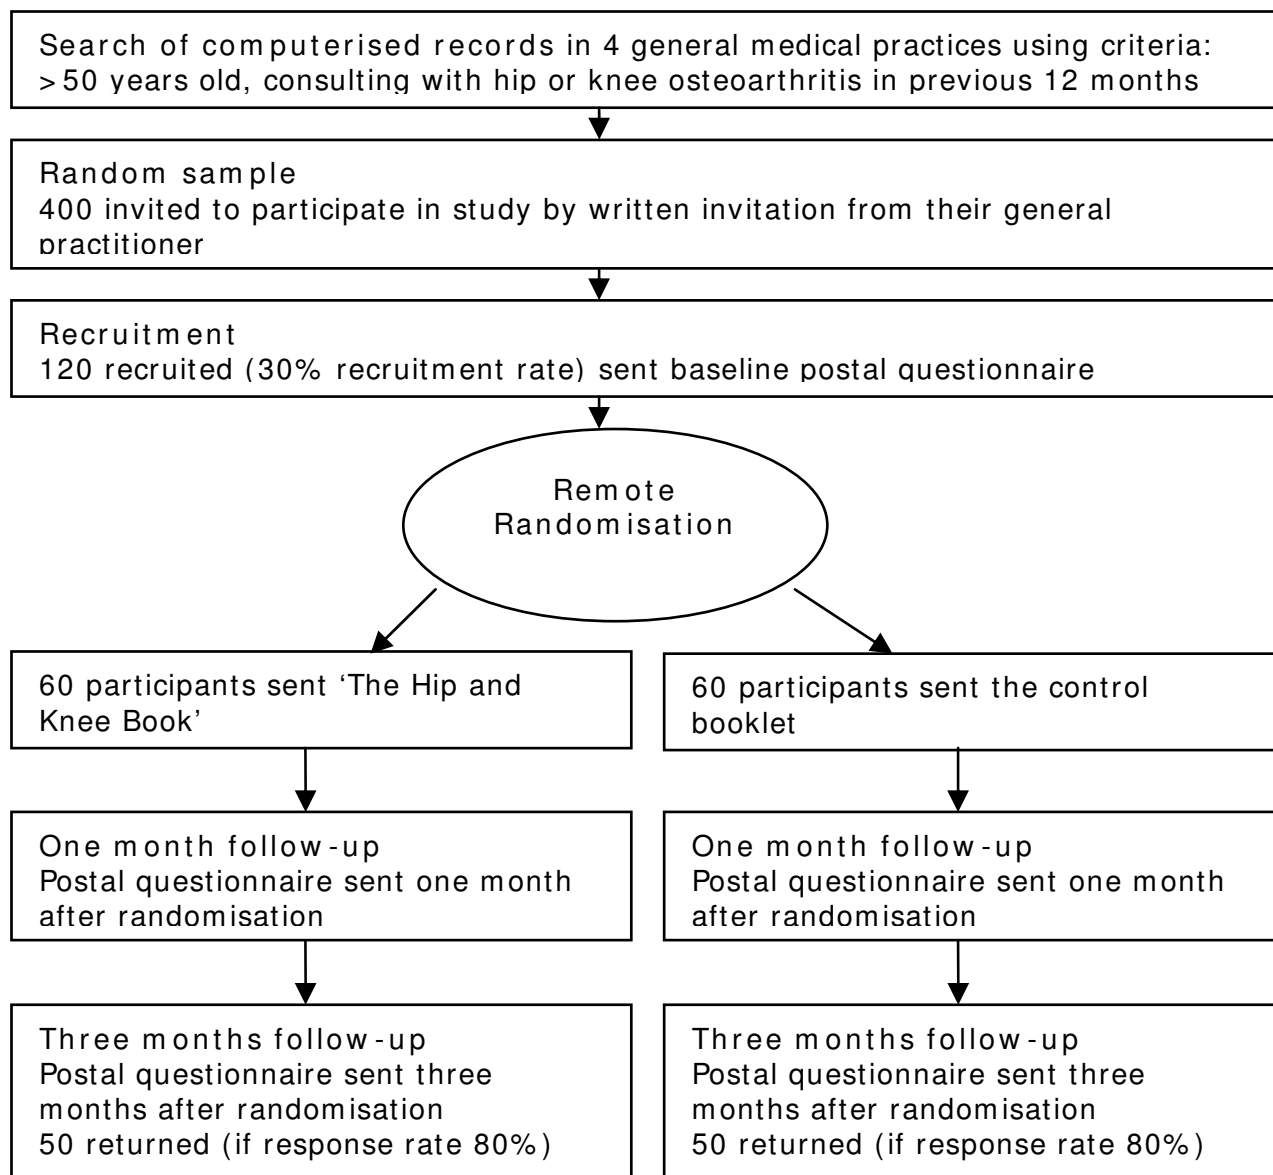 Search of computerised records in 4 general medical practices using criteria:
>50 years old, consulting with hip or knee osteoarthritis in previous 12 months
Random sample
400 invited to participate in study by written invitation from their general
practitioner
Recruitment
120 recruited (30% recruitment rate) sent baseline postal questionnaire
Remote
Randomisation
60 participants sent ‘The Hip and
Knee Book’
60 participants sent the control
booklet
One month follow-up
Postal questionnaire sent one month
after randomisation
One month follow-up
Postal questionnaire sent one month
after randomisation
Three months follow-up
Postal questionnaire sent three
months after randomisation
50 returned (if response rate 80%)
Three months follow-up
Postal questionnaire sent three
months after randomisation
50 returned (if response rate 80%)